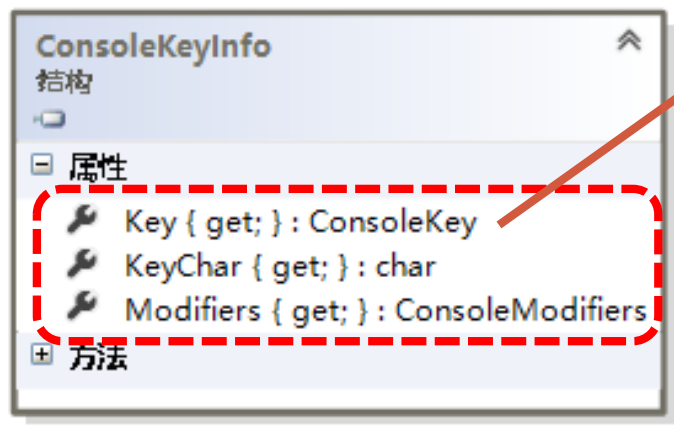 ConsoleKeyInfo
结构
属性
Key { get; } : ConsoleKey
KeyChar { get; } : char
Modifiers { get; } : ConsoleModifiers
方法